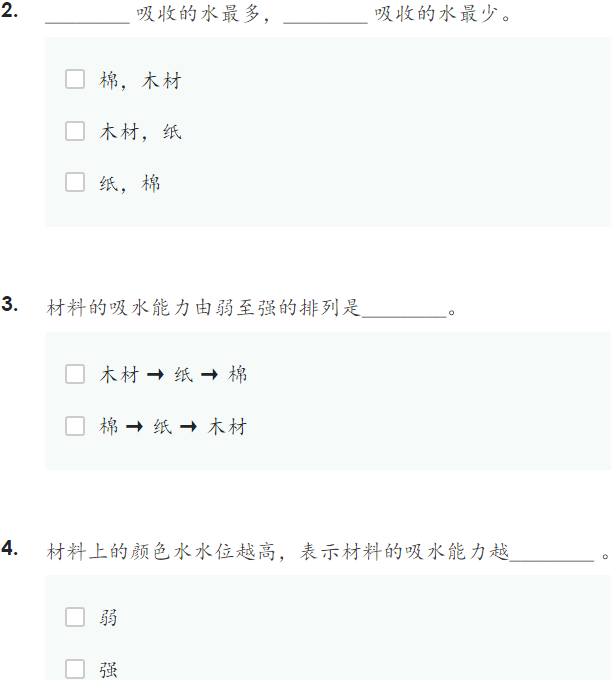 2. ________ 吸收的水最多，________ 吸收的水最少。
棉，木材
木材，纸
纸，棉
3. 材料的吸水能力由弱至强的排列是________。
木材 ➞ 纸 ➞ 棉
棉 ➞ 纸 ➞ 木材
4. 材料上的颜色水水位越高，表示材料的吸水能力越________ 。
弱
强